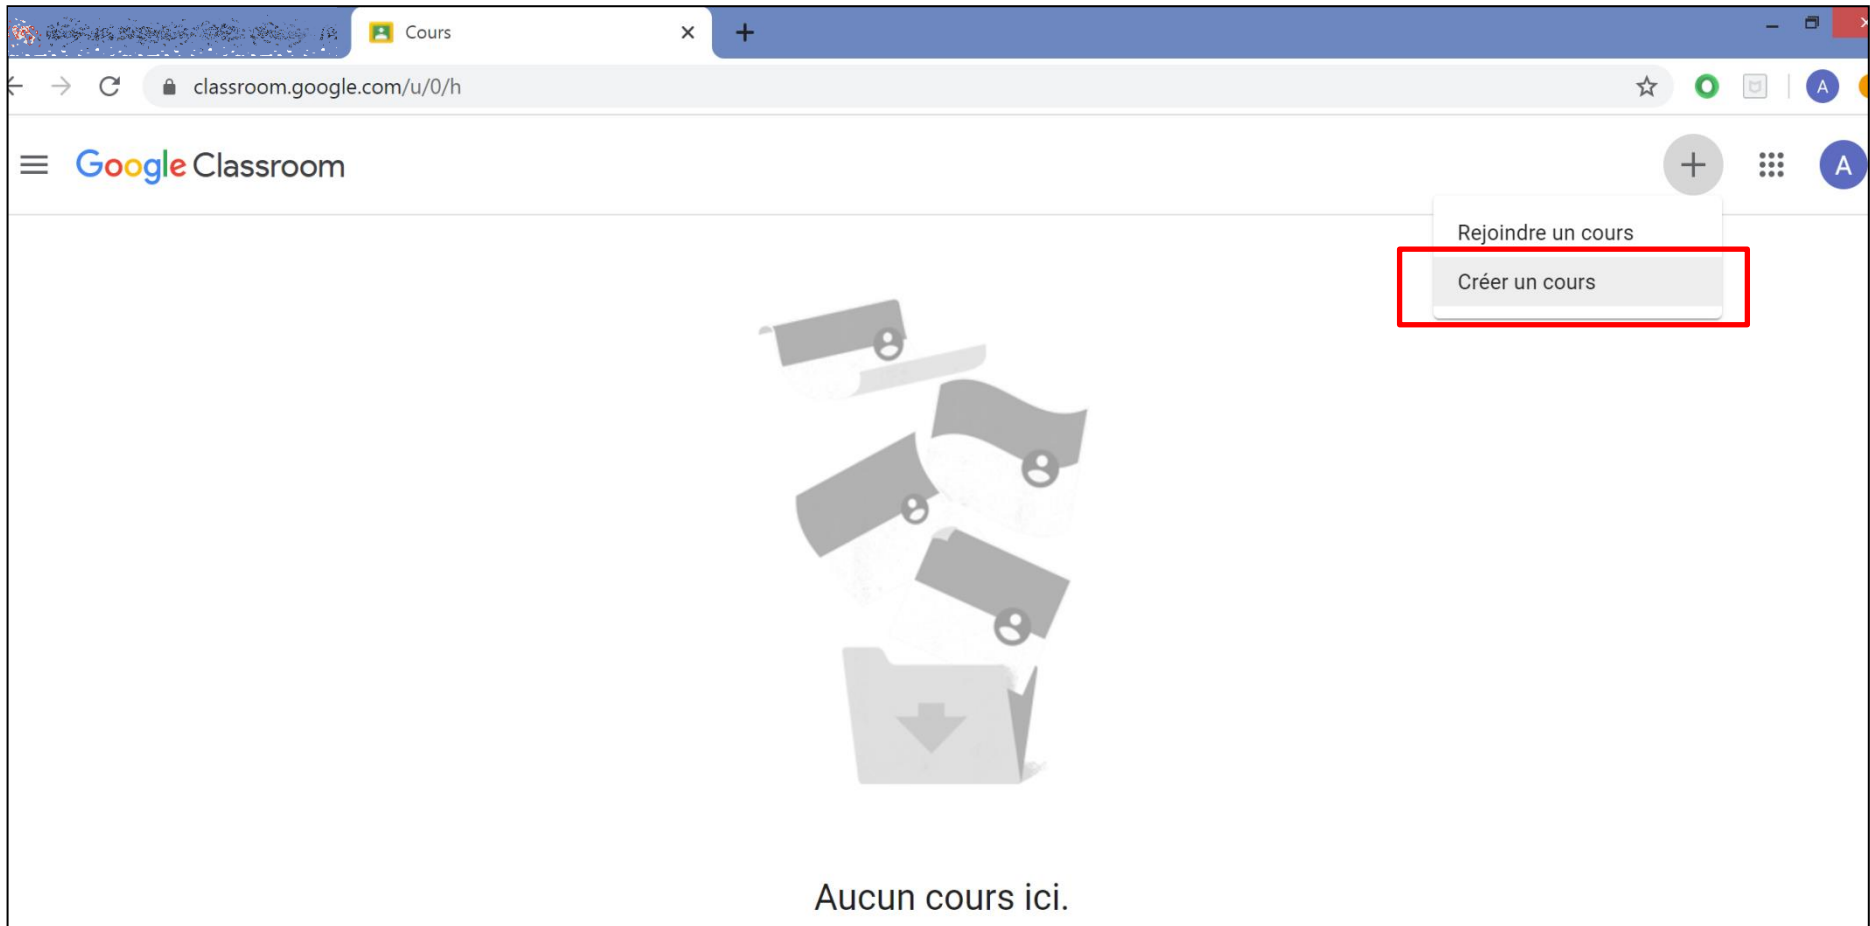 Cours
classroom.google.com/u/0/h
A
Google Classroom
A
Rejoindre un cours
Créer un cours
Aucun cours ici.